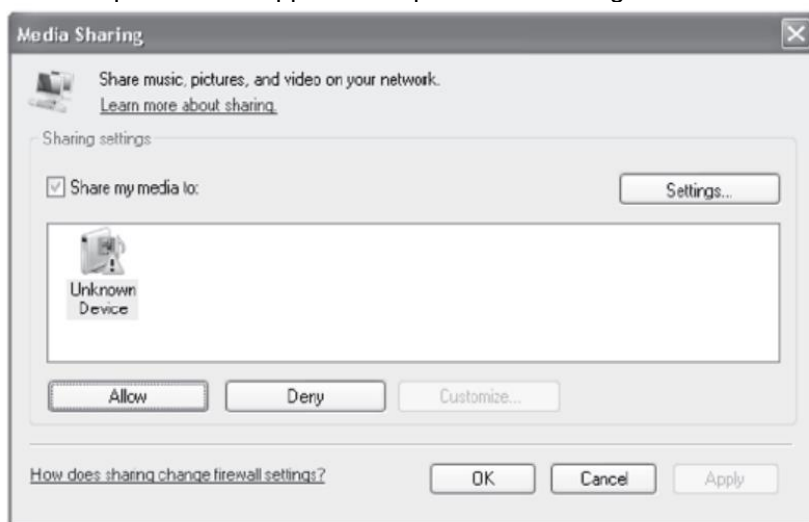 Media Sharing
Share music, pictures, and video on your network.
Learn more about sharing.
Sharing settings
Share my media to:
Settings...
Unknown
Device
Allow Deny Customize...
How does sharing change firewall settings? OK Cancel Apply